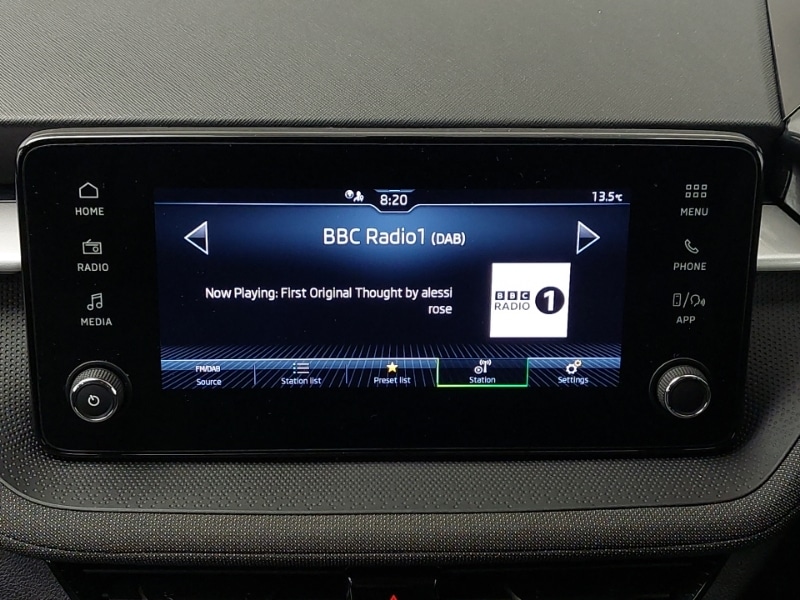 HOME
RADIO
MEDIA
8:20
13.5°C
BBC Radio1 (DAB)
Now Playing: First Original Thought by alessi
rose
BBC
RADIO 1
FM/DAB
Source
Station list
Preset list
Station
Settings
MENU
PHONE
APP